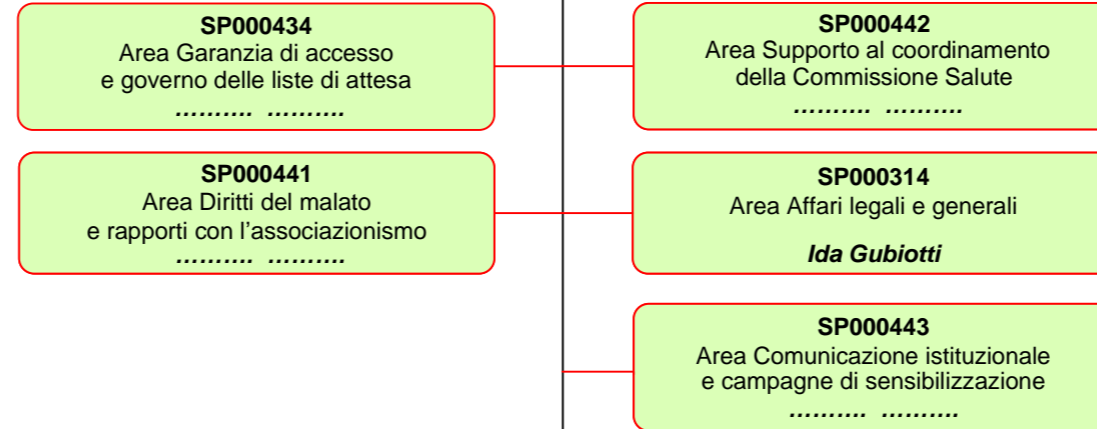 SP000434
Area Garanzia di accesso
e governo delle liste di attesa
………. ……….
SP000442
Area Supporto al coordinamento
della Commissione Salute
………. ……….
SP000441
Area Diritti del malato
e rapporti con l’associazionismo
………. ……….
SP000314
Area Affari legali e generali
Ida Gubiotti
SP000443
Area Comunicazione istituzionale
e campagne di sensibilizzazione
………. ……….